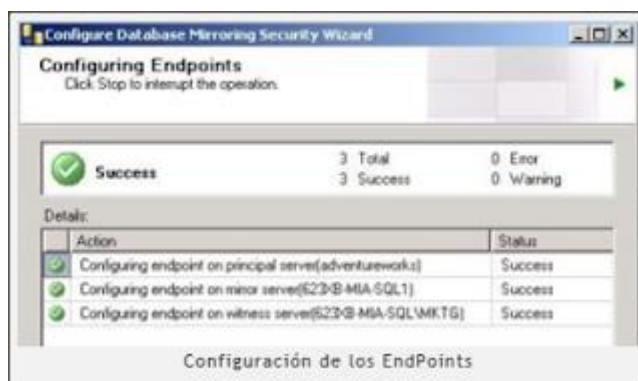 Configure Database Mirroring Security Wizard
Configuring Endpoints
Click Stop to interrupt the operation.
Success
3 Total
0 Error
3 Success
0 Warning
Details:
Action Status
Configuring endpoint on principal server(adventureworks) Success
Configuring endpoint on mirror server(623XB-MIA-SQL1) Success
Configuring endpoint on witness server(623XB-MIA-SQL\MKTG) Success
Configuración de los EndPoints